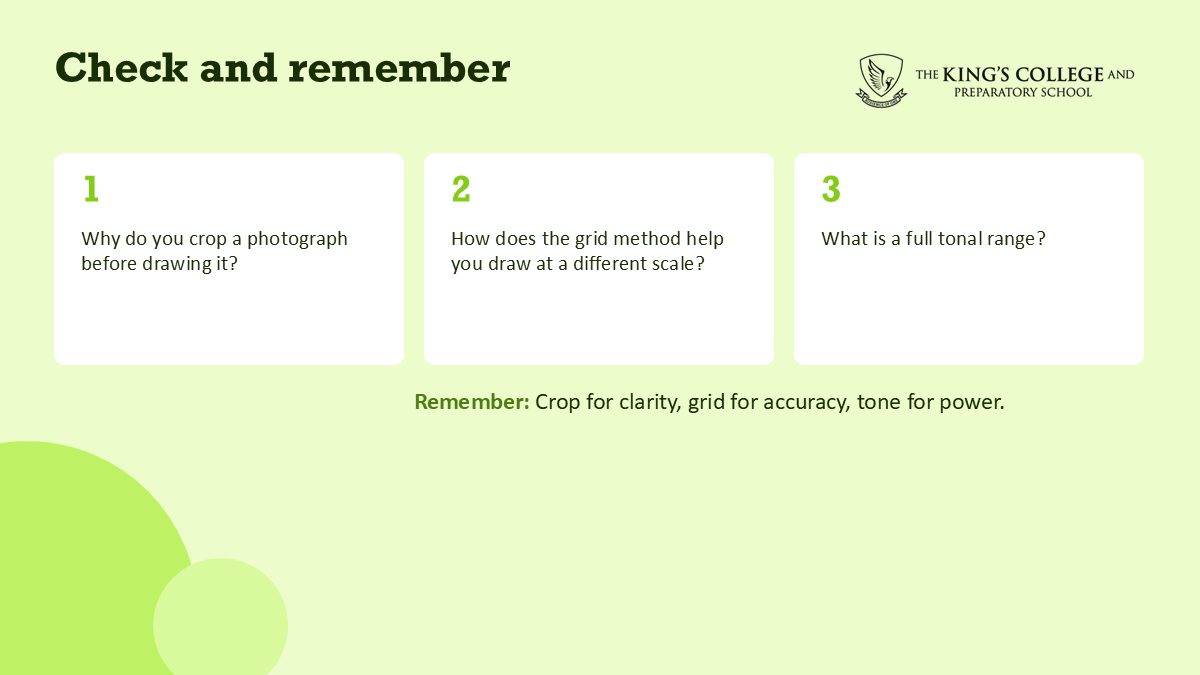 Check and remember
THE KING'S COLLEGE AND
PREPARATORY SCHOOL
1
Why do you crop a photograph
before drawing it?
2
How does the grid method help
you draw at a different scale?
3
What is a full tonal range?
Remember: Crop for clarity, grid for accuracy, tone for power.